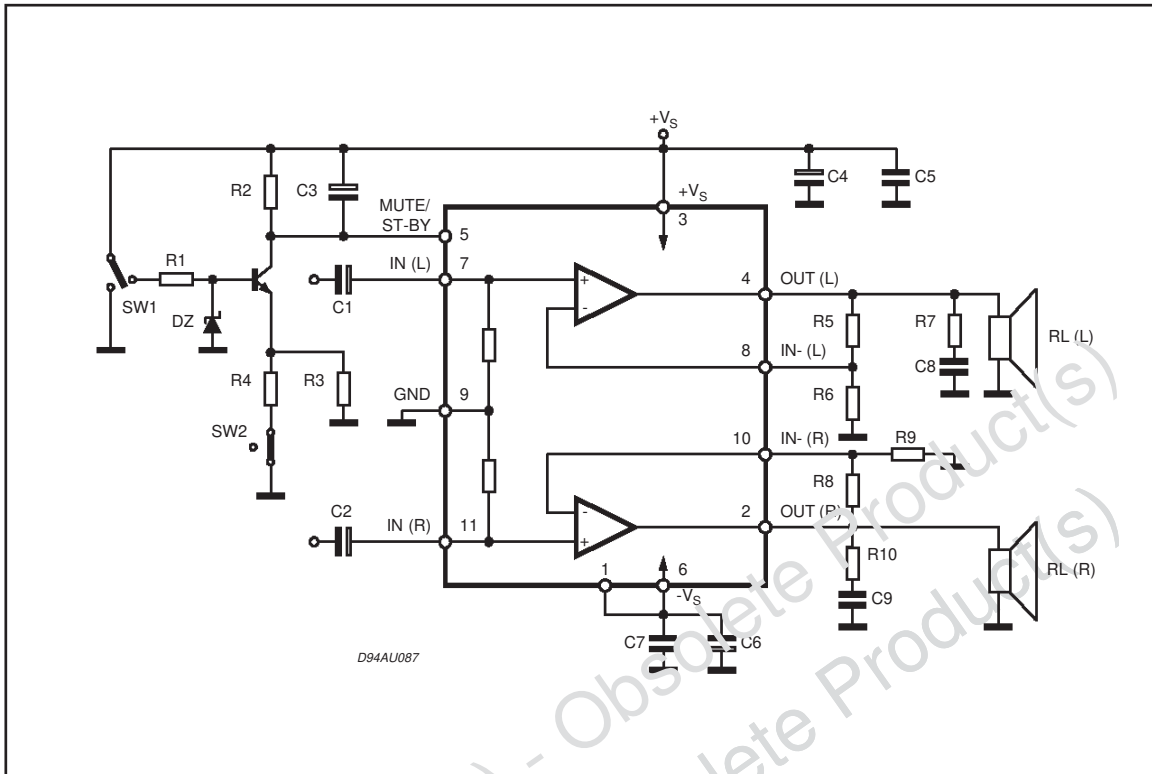 +VS
R2
C3
C4
C5
MUTE/
ST-BY
+VS
3
5
R1
IN (L)
7
4
OUT (L)
SW1
C1
+
-
DZ
R5
R7
RL (L)
8
IN- (L)
R4
R3
C8
GND
9
R6
SW2
10
IN- (R)
R9
R8
C2
IN (R)
11
-
+
2
OUT (R)
R10
RL (R)
1
6
-VS
C9
C7
C6
D94AU087
Obsolete Product(s)
) - Obsolete Product(s)